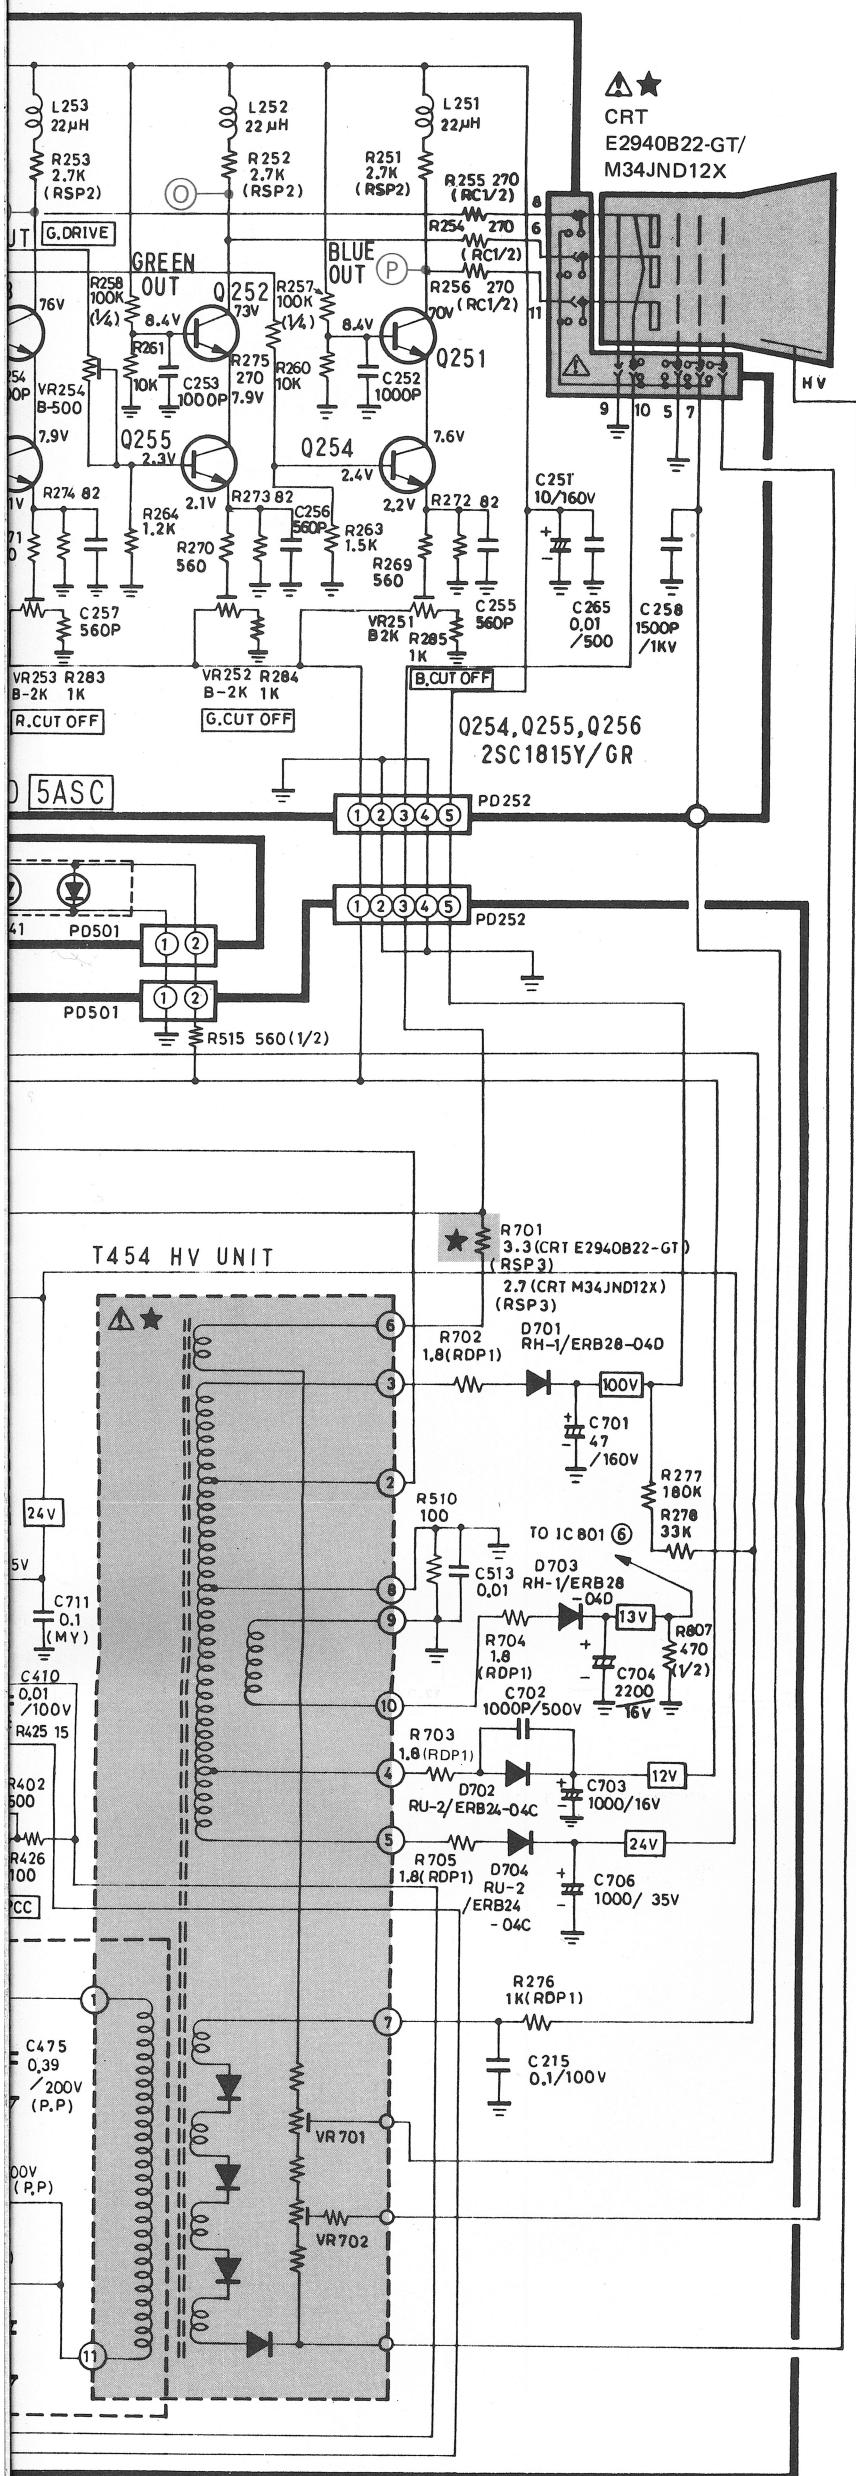 L253
22µH
R253
2.7K
(RSP2)
L252
22µH
R252
2.7K
(RSP2)
L251
22µH
R251
2.7K
(RSP2)
CRT
E2940B22-GT/
M34JND12X
O
P
R255 270
(RC1/2)
R254 270
(RC1/2)
R256 270
(RC1/2)
8
6
11
UT
G.DRIVE
GREEN
OUT
BLUE
OUT
R258
100K
(1/4)
Q252
73V
8.4V
R257
100K
(1/4)
8.4V
70V
76V
Q251
R261
10K
C253
1000P
R275
270
7.9V
R260
10K
C252
1000P
VR254
B-500
HV
9
10
5
7
7.9V
Q255
2.3V
2.1V
Q254
2.4V
7.6V
2.2V
C251
10/160V
R274 82
R264
1.2K
R273 82
C256
560P
R263
1.5K
R272 82
R270
560
R269
560
C257
560P
VR251
B2K
R285
1K
C255
560P
C265
0.01
/500
C258
1500P
/1KV
VR253
B-2K
R283
1K
VR252
B-2K
R284
1K
B.CUT OFF
R.CUT OFF
G.CUT OFF
Q254,Q255,Q256
2SC1815Y/GR
5ASC
1 2 3 4 5
PD252
1 2 3 4 5
PD252
41
PD501
1 2
PD501
1 2
R515 560(1/2)
R701
3.3(CRT E2940B22-GT)
(RSP3)
2.7(CRT M34JND12X)
(RSP3)
T454 HV UNIT
6
R702
1.8(RDP1)
D701
RH-1/ERB28-04D
3
100V
C701
47
/160V
2
R277
180K
R278
33K
24V
R510
100
TO IC801 6
5V
C513
0.01
8
D703
RH-1/ERB28
-04D
C711
0.1
(MY)
9
13V
R704
1.8
(RDP1)
R807
470
(1/2)
C704
2200
16V
C410
0.01
/100V
10
C702
1000P/500V
R425 15
R703
1.8(RDP1)
4
12V
R402
D702
RU-2/ERB24-04C
C703
1000/16V
5
24V
R426
100
R705
1.8(RDP1)
D704
RU-2
/ERB24
-04C
C706
1000/ 35V
PCC
R276
1K(RDP1)
1
7
C475
0.39
/200V
(P.P)
C215
0.1/100V
VR701
00V
(P.P)
VR702
11